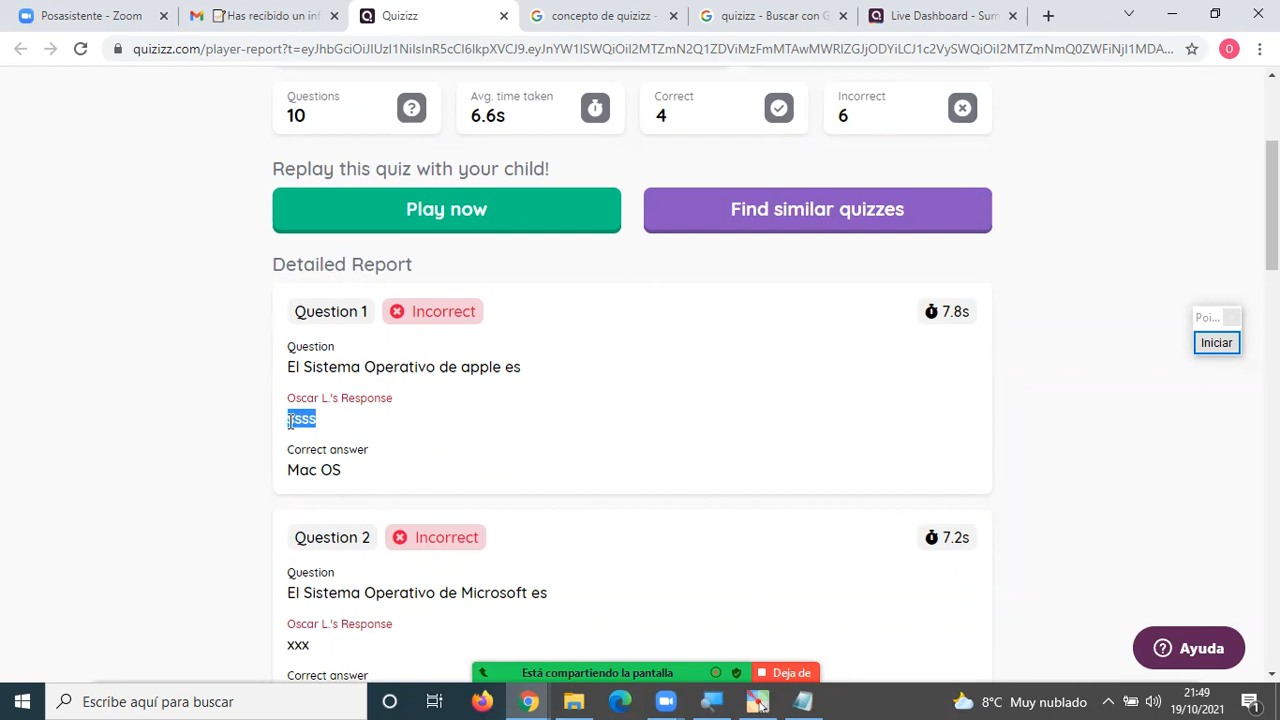 Posasistente - Zoom
Has recibido un inf
Quizizz
concepto de quizizz -
quizizz - Buscar con G
Live Dashboard - Sum
quizizz.com/player-report?t=
O
Questions
10
Avg. time taken
6.6s
Correct
4
Incorrect
6
Replay this quiz with your child!
Play now
Find similar quizzes
Detailed Report
Question 1
Incorrect
7.8s
Question
El Sistema Operativo de apple es
Oscar L.'s Response
Correct answer
Mac OS
Poi...
Iniciar
Question 2
Incorrect
7.2s
Question
El Sistema Operativo de Microsoft es
Oscar L.'s Response
xxx
Correct answer
Ayuda
Está compartiendo la pantalla
Deja de
Escribe aquí para buscar
8°C Muy nublado
21:49
19/10/2021
1